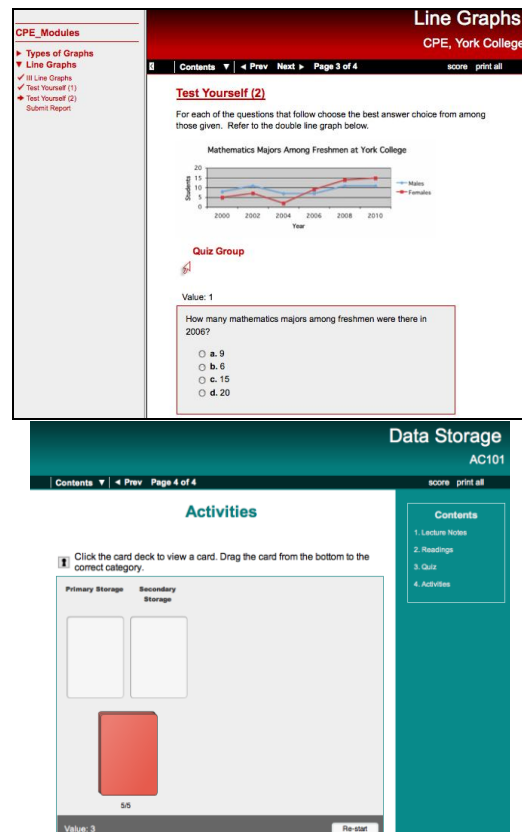 Line Graphs
CPE, York College
CPE_Modules
▶ Types of Graphs
▼ Line Graphs
✓ III Line Graphs
✓ Test Yourself (1)
➔ Test Yourself (2)
Submit Report
Contents ▼ ◄ Prev Next ► Page 3 of 4 score print all
Test Yourself (2)
For each of the questions that follow choose the best answer choice from among
those given. Refer to the double line graph below.
Mathematics Majors Among Freshmen at York College
Students
20
15
10
5
0
2000 2002 2004 2006 2008 2010
Year
Males
Females
Quiz Group
Value: 1
How many mathematics majors among freshmen were there in
2006?
a. 9
b. 6
c. 15
d. 20
Data Storage
AC101
Contents ▼ ◄ Prev Page 4 of 4 score print all
Activities
Click the card deck to view a card. Drag the card from the bottom to the
correct category.
Primary Storage
Secondary
Storage
5/5
Value: 3
Re-start
Contents
1. Lecture Notes
2. Readings
3. Quiz
4. Activities